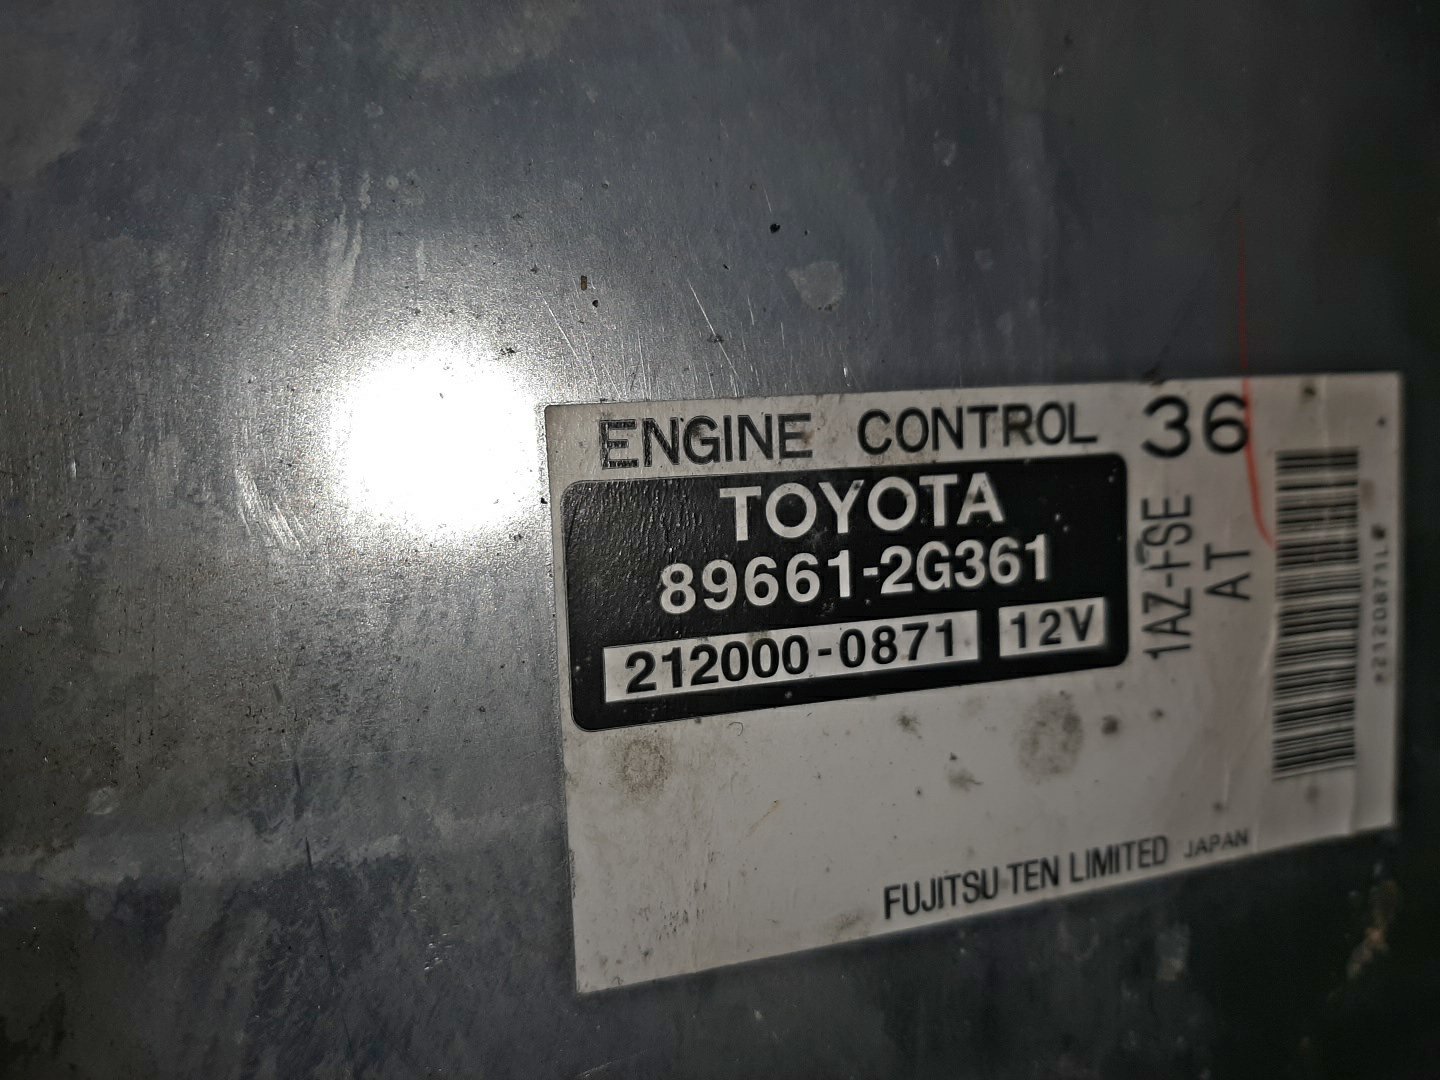 ENGINE CONTROL 36
TOYOTA
89661-2G361
212000-0871 12V
1AZ-FSE
AT
FUJITSU TEN LIMITED JAPAN